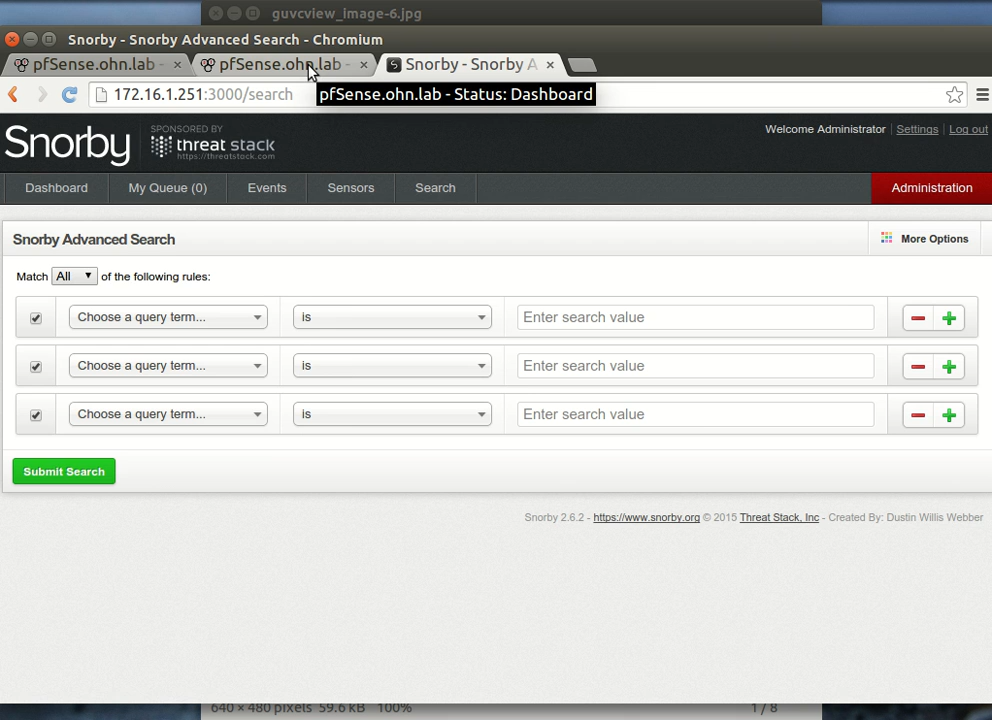 guvcview_image-6.jpg
Snorby - Snorby Advanced Search - Chromium
pfSense.ohn.lab - pfSense.ohn.lab - Snorby - Snorby A
172.16.1.251:3000/search
pfSense.ohn.lab - Status: Dashboard
Snorby SPONSORED BY threat stack https://threatstack.com
Welcome Administrator Settings Log out
Dashboard My Queue (0) Events Sensors Search Administration
Snorby Advanced Search More Options
Match All of the following rules:
Choose a query term... is Enter search value
Choose a query term... is Enter search value
Choose a query term... is Enter search value
Submit Search
Snorby 2.6.2 - https://www.snorby.org © 2015 Threat Stack, Inc - Created By: Dustin Willis Webber
640 × 480 pixels 59.6 kB 100% 1 / 8